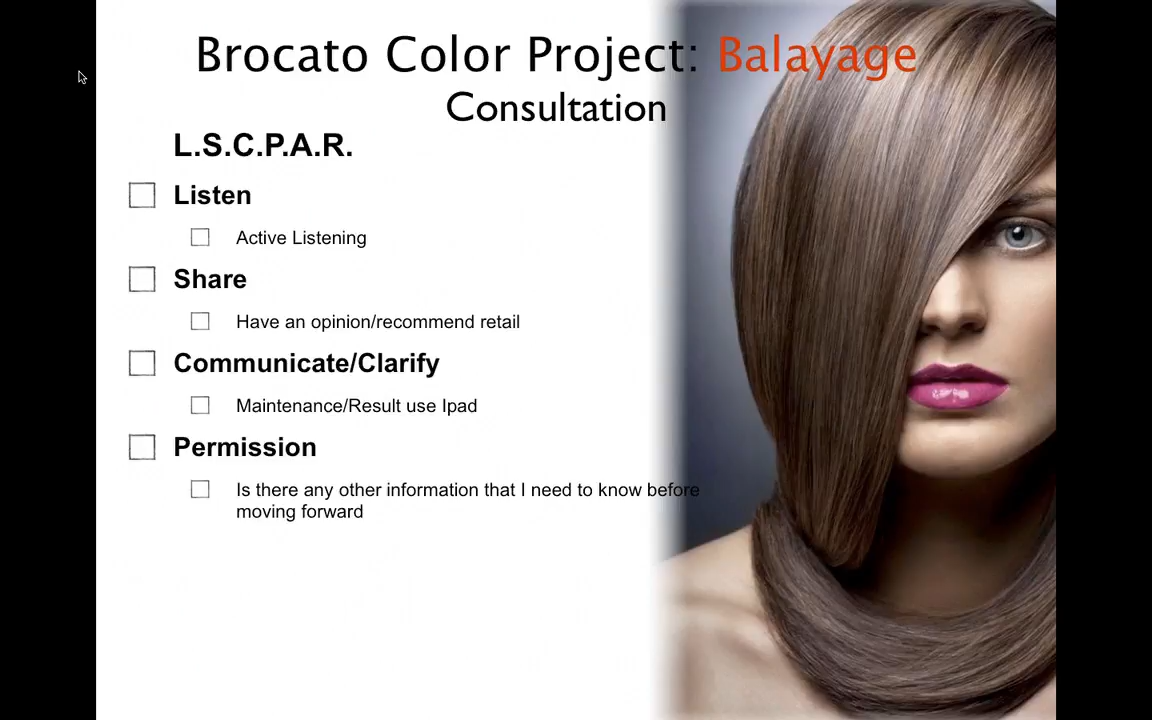 Brocato Color Project: Balayage
Consultation
L.S.C.P.A.R.
Listen
Active Listening
Share
Have an opinion/recommend retail
Communicate/Clarify
Maintenance/Result use Ipad
Permission
Is there any other information that I need to know before
moving forward